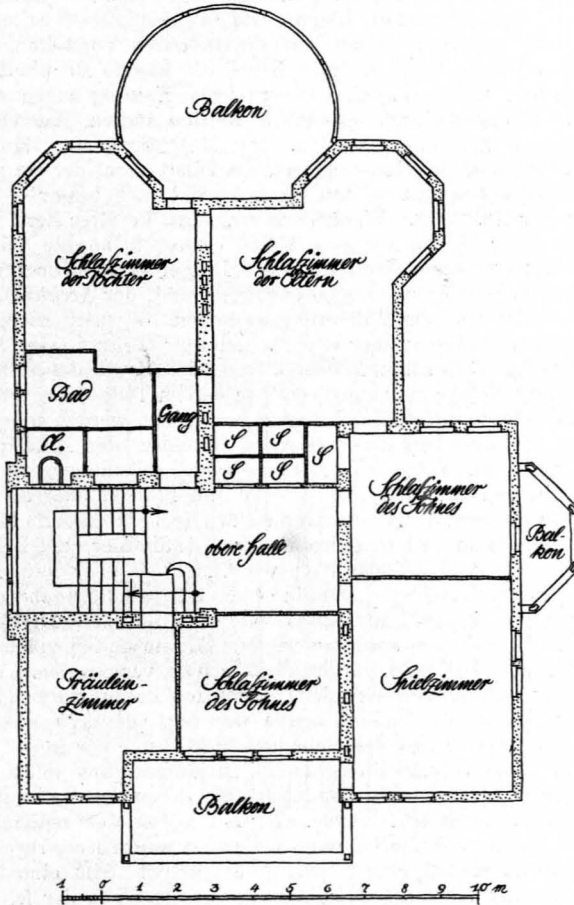 Balkon
Schlafzimmer
der Tochter
Schlafzimmer
der Eltern
Bad
Gang
Cl.
S S S
S S
Schlafzimmer
des Sohnes
Bal-
kon
obere Halle
Fräulein
Zimmer
Schlafzimmer
des Sohnes
Spielzimmer
Balkon
1 0 1 2 3 4 5 6 7 8 9 10 m